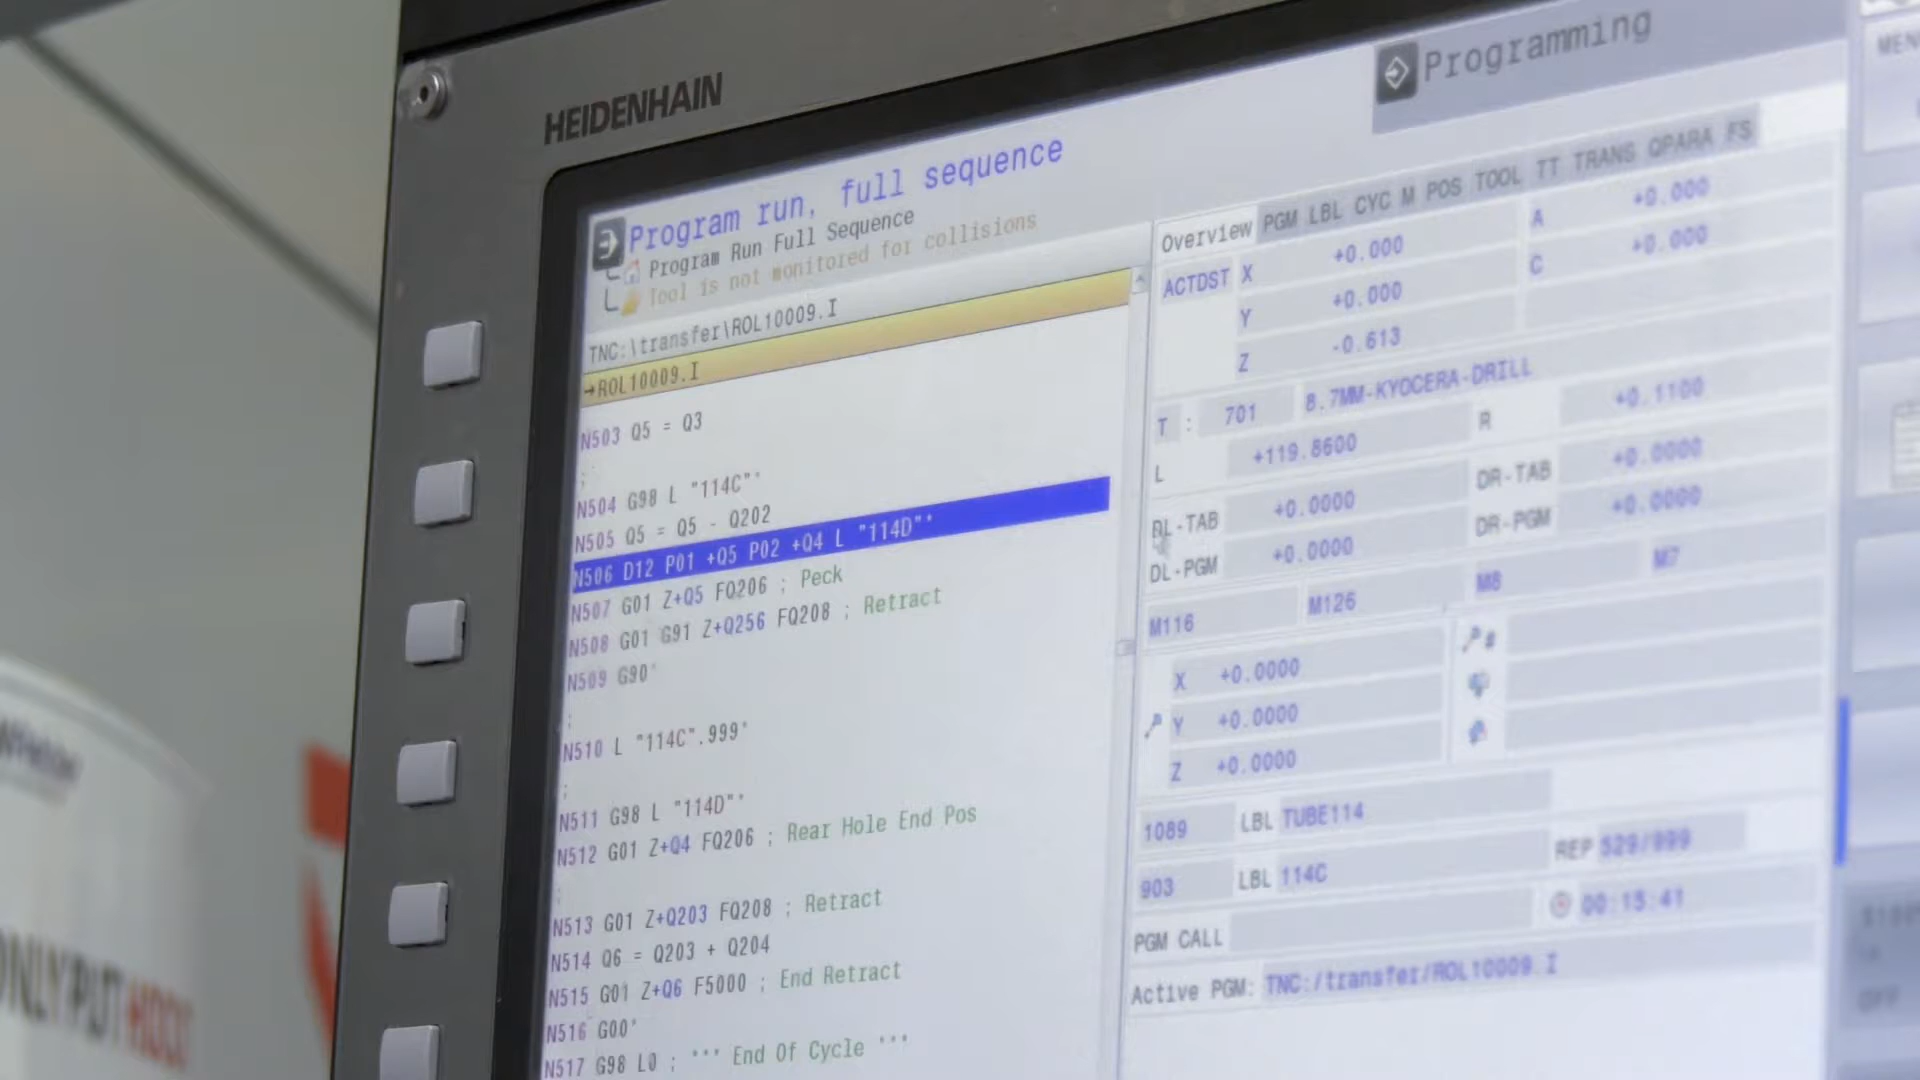 HEIDENHAIN
Programming
Program run, full sequence
Program Run Full Sequence
Tool is not monitored for collisions
TNC:\transfer\ROL10009.I
→ROL10009.I
N503 Q5 = Q3
;
N504 G98 L "114C"*
N505 Q5 = Q5 - Q202
N506 D12 P01 +Q5 P02 +Q4 L "114D"*
N507 G01 Z+Q5 FQ206 ; Peck
N508 G01 G91 Z+Q256 FQ208 ; Retract
N509 G90*
;
N510 L "114C".999*
;
N511 G98 L "114D"*
N512 G01 Z+Q4 FQ206 ; Rear Hole End Pos
;
N513 G01 Z+Q203 FQ208 ; Retract
N514 Q6 = Q203 + Q204
N515 G01 Z+Q6 F5000 ; End Retract
N516 G00*
N517 G98 L0 ; *** End Of Cycle ***
Overview PGM LBL CYC M POS TOOL TT TRANS QPARA FS
ACTDST X +0.000 A +0.000
Y +0.000 C +0.000
Z -0.613
T : 701 8.7MM-KYOCERA-DRILL
L +119.8600 R +0.1100
DL-TAB +0.0000 DR-TAB +0.0000
DL-PGM +0.0000 DR-PGM +0.0000
M116 M126 M8 M7
X +0.0000
Y +0.0000
Z +0.0000
1089 LBL TUBE114
903 LBL 114C REP 529/999
PGM CALL 00:15:41
Active PGM: TNC:/transfer/ROL10009.I
ONLY PUT
OFF